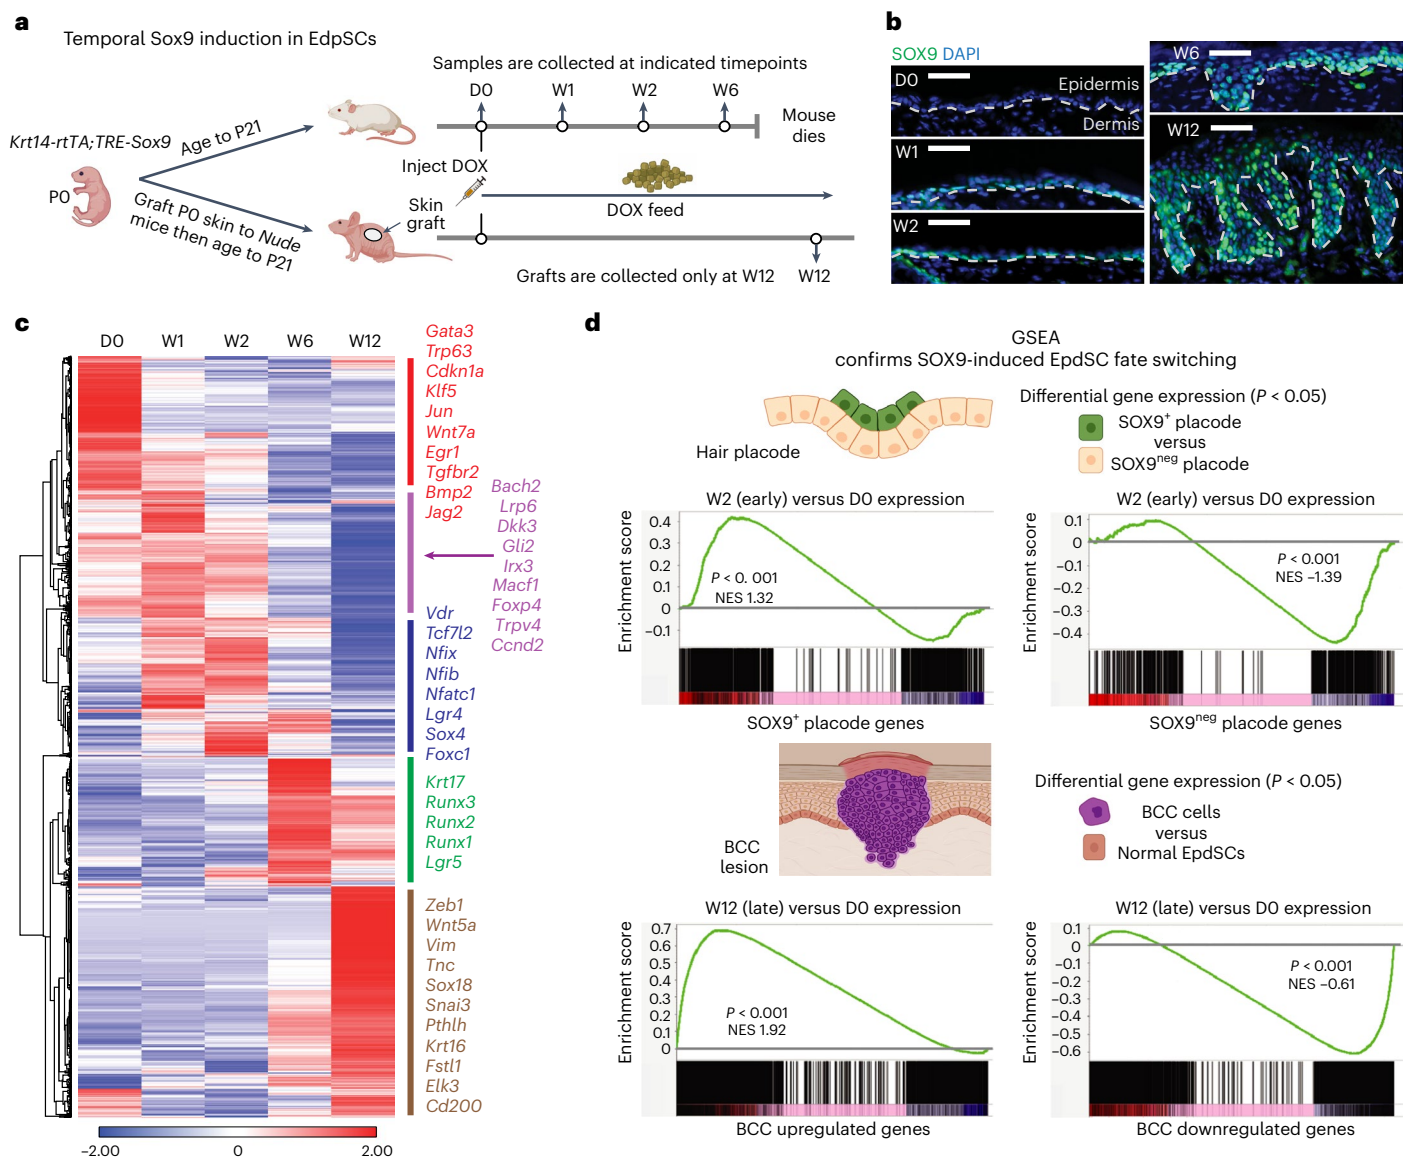 a
Temporal Sox9 induction in EdpSCs
Samples are collected at indicated timepoints
D0 W1 W2 W6
Mouse
dies
Krt14-rtTA;TRE-Sox9
P0
Age to P21
Graft P0 skin to Nude
mice then age to P21
Inject DOX
Skin
graft
DOX feed
Grafts are collected only at W12
W12
b
SOX9 DAPI
D0
Epidermis
Dermis
W1
W2
W6
W12
c
D0 W1 W2 W6 W12
Gata3
Trp63
Cdkn1a
Klf5
Jun
Wnt7a
Egr1
Tgfbr2
Bmp2
Jag2
Bach2
Lrp6
Dkk3
Gli2
Irx3
Macf1
Foxp4
Trpv4
Ccnd2
Vdr
Tcf7l2
Nfix
Nfib
Nfatc1
Lgr4
Sox4
Foxc1
Krt17
Runx3
Runx2
Runx1
Lgr5
Zeb1
Wnt5a
Vim
Tnc
Sox18
Snai3
Pthlh
Krt16
Fstl1
Elk3
Cd200
−2.00 0 2.00
d
GSEA
confirms SOX9-induced EpdSC fate switching
Hair placode
Differential gene expression (P < 0.05)
SOX9+ placode
versus
SOX9neg placode
W2 (early) versus D0 expression
Enrichment score
0.4
0.3
0.2
0.1
0
−0.1
P < 0. 001
NES 1.32
SOX9+ placode genes
W2 (early) versus D0 expression
Enrichment score
0.1
0
−0.1
−0.2
−0.3
−0.4
P < 0.001
NES −1.39
SOX9neg placode genes
BCC
lesion
Differential gene expression (P < 0.05)
BCC cells
versus
Normal EpdSCs
W12 (late) versus D0 expression
Enrichment score
0.7
0.6
0.5
0.4
0.3
0.2
0.1
0
P < 0.001
NES 1.92
BCC upregulated genes
W12 (late) versus D0 expression
Enrichment score
0.1
0
−0.1
−0.2
−0.3
−0.4
−0.5
−0.6
P < 0.001
NES −0.61
BCC downregulated genes